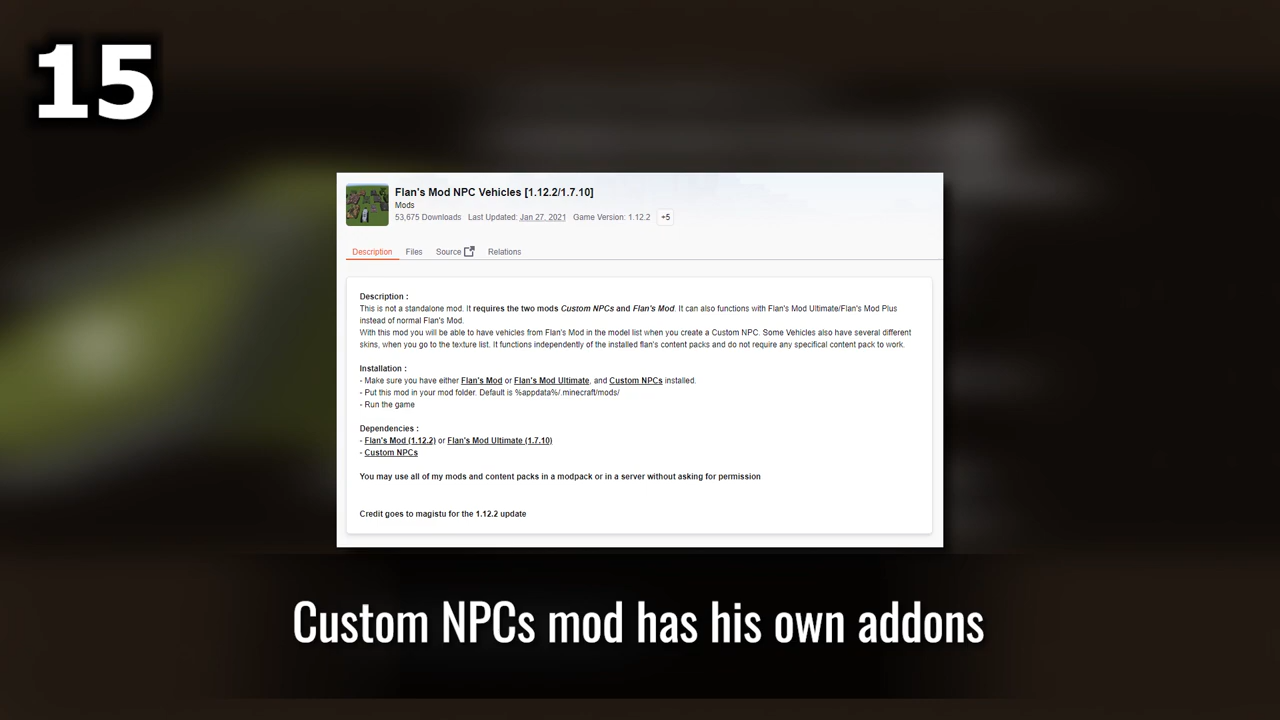 15
Flan's Mod NPC Vehicles [1.12.2/1.7.10]
Mods
53,675 Downloads Last Updated: Jan 27, 2021 Game Version: 1.12.2 +5
Description Files Source Relations
Description :
This is not a standalone mod. It requires the two mods Custom NPCs and Flan's Mod. It can also functions with Flan's Mod Ultimate/Flan's Mod Plus
instead of normal Flan's Mod.
With this mod you will be able to have vehicles from Flan's Mod in the model list when you create a Custom NPC. Some Vehicles also have several different
skins, when you go to the texture list. It functions independently of the installed flan's content packs and do not require any specifical content pack to work.
Installation :
- Make sure you have either Flan's Mod or Flan's Mod Ultimate, and Custom NPCs installed.
- Put this mod in your mod folder. Default is %appdata%/.minecraft/mods/
- Run the game
Dependencies :
- Flan's Mod (1.12.2) or Flan's Mod Ultimate (1.7.10)
- Custom NPCs
You may use all of my mods and content packs in a modpack or in a server without asking for permission
Credit goes to magistu for the 1.12.2 update
Custom NPCs mod has his own addons